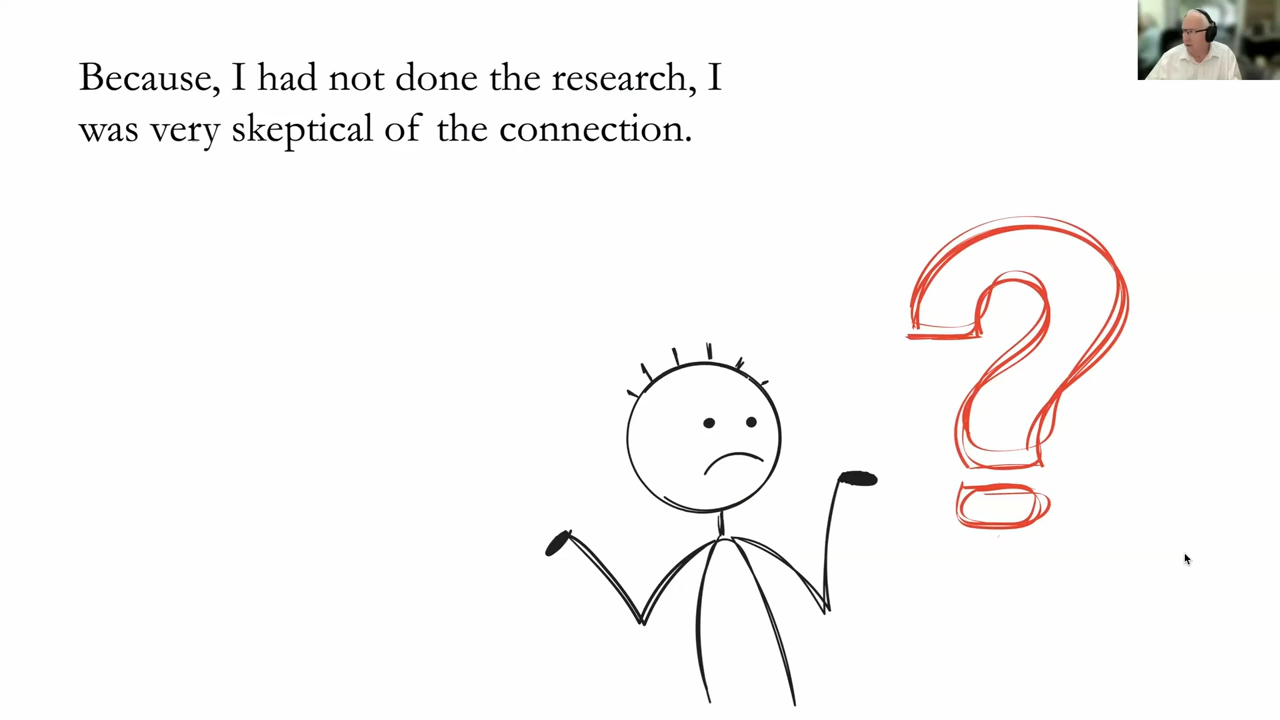 Because, I had not done the research, I
was very skeptical of the connection.